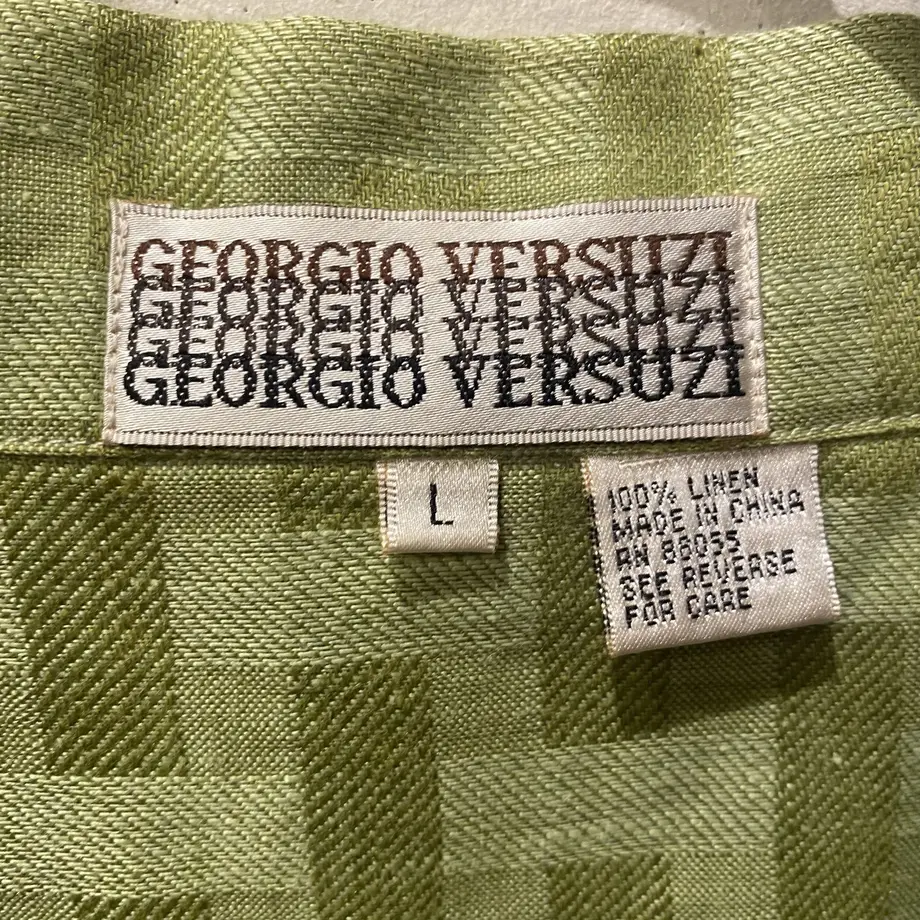 GEORGIO VERSUZI
GEORGIO VERSUZI
GEORGIO VERSUZI
GEORGIO VERSUZI
L
100% LINEN
MADE IN CHINA
RN 86055
SEE REVERSE
FOR CARE